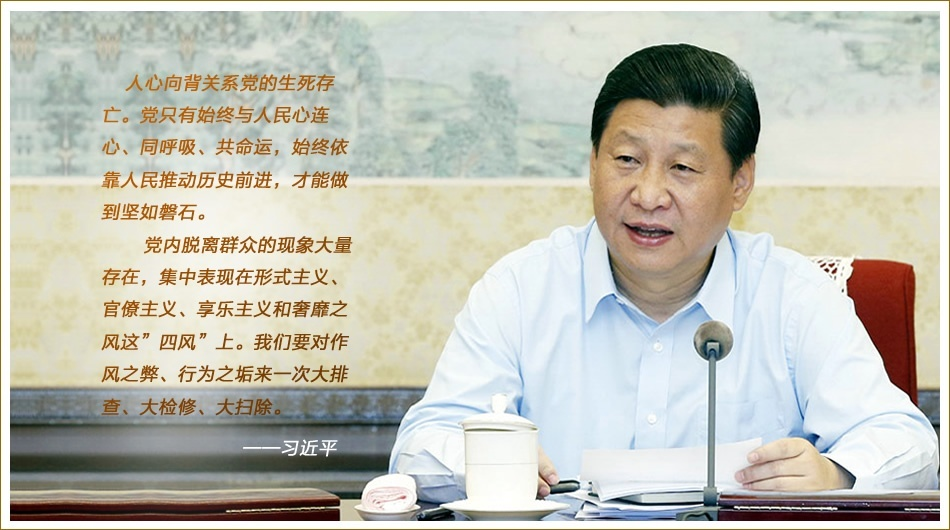 人心向背关系党的生死存
亡。党只有始终与人民心连
心、同呼吸、共命运，始终依
靠人民推动历史前进，才能做
到坚如磐石。
党内脱离群众的现象大量
存在，集中表现在形式主义、
官僚主义、享乐主义和奢靡之
风这”四风”上。我们要对作
风之弊、行为之垢来一次大排
查、大检修、大扫除。
——习近平